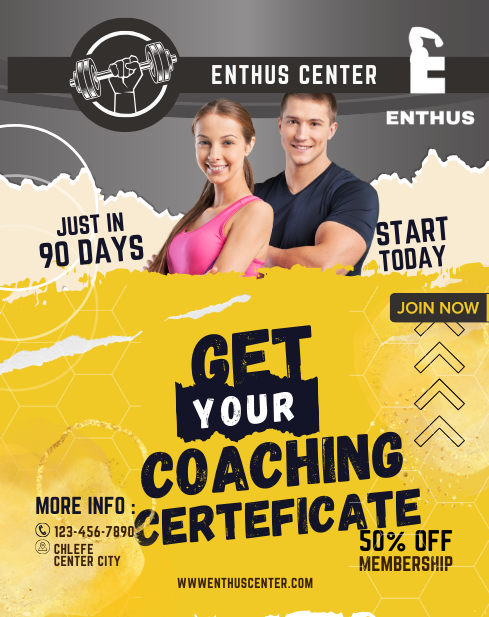 ENTHUS CENTER
ENTHUS
JUST IN
90 DAYS
START
TODAY
JOIN NOW
GET
YOUR
COACHING
CERTEFICATE
MORE INFO :
123-456-7890
CHLEFE
CENTER CITY
50% OFF
MEMBERSHIP
WWWENTHUSCENTER.COM